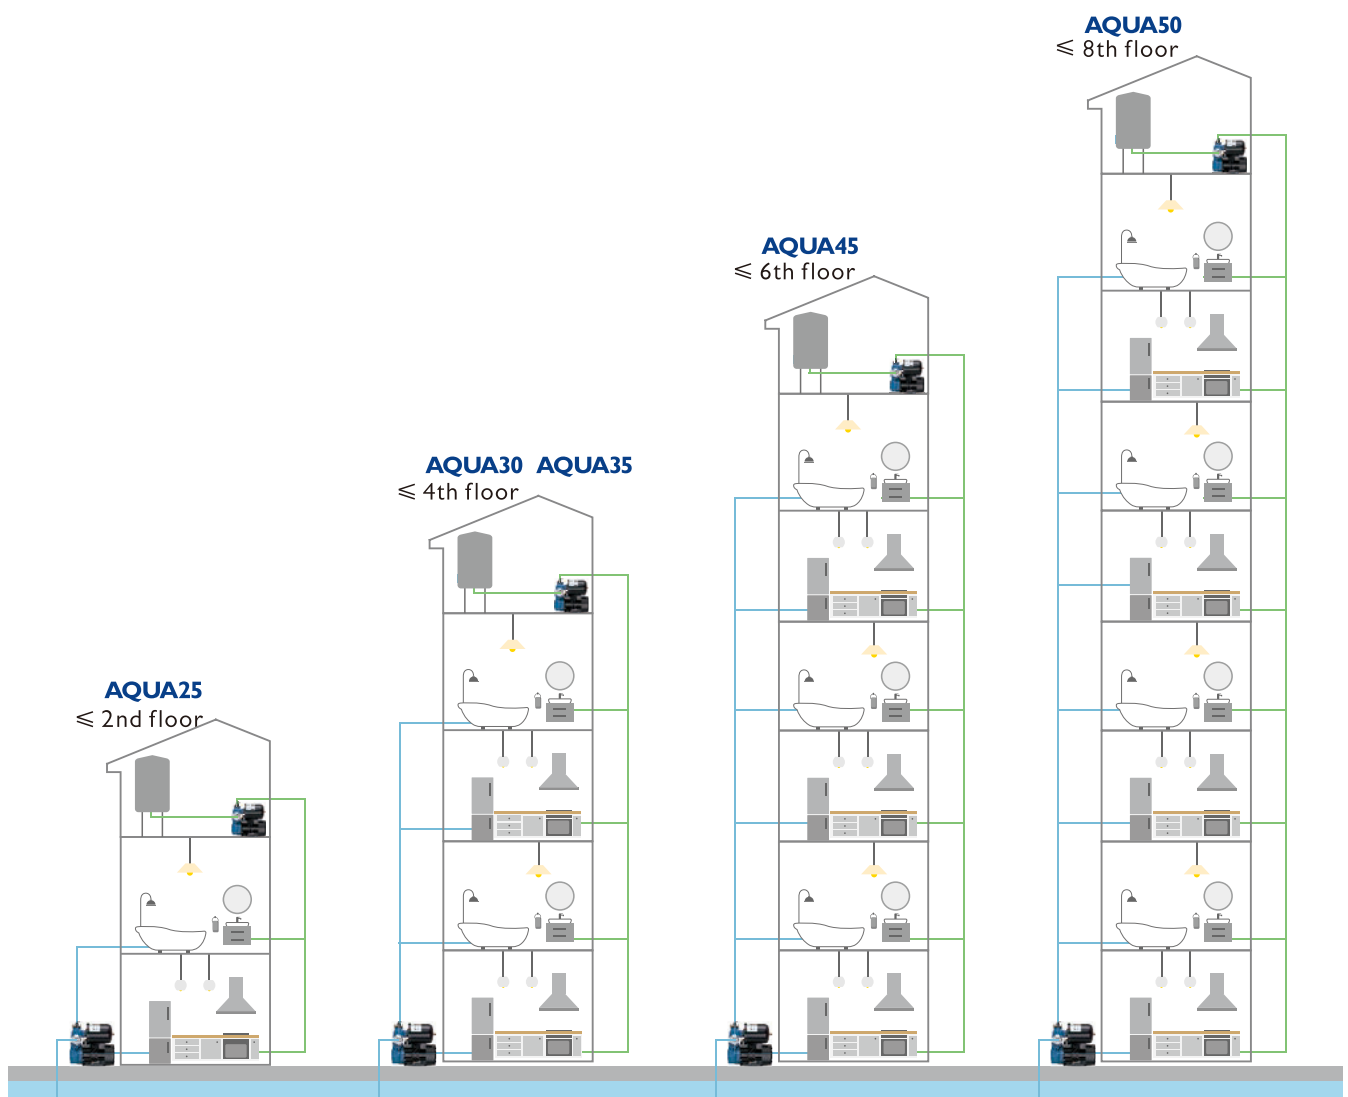 AQUA50
⩽ 8th floor
AQUA45
⩽ 6th floor
AQUA30 AQUA35
⩽ 4th floor
AQUA25
⩽ 2nd floor